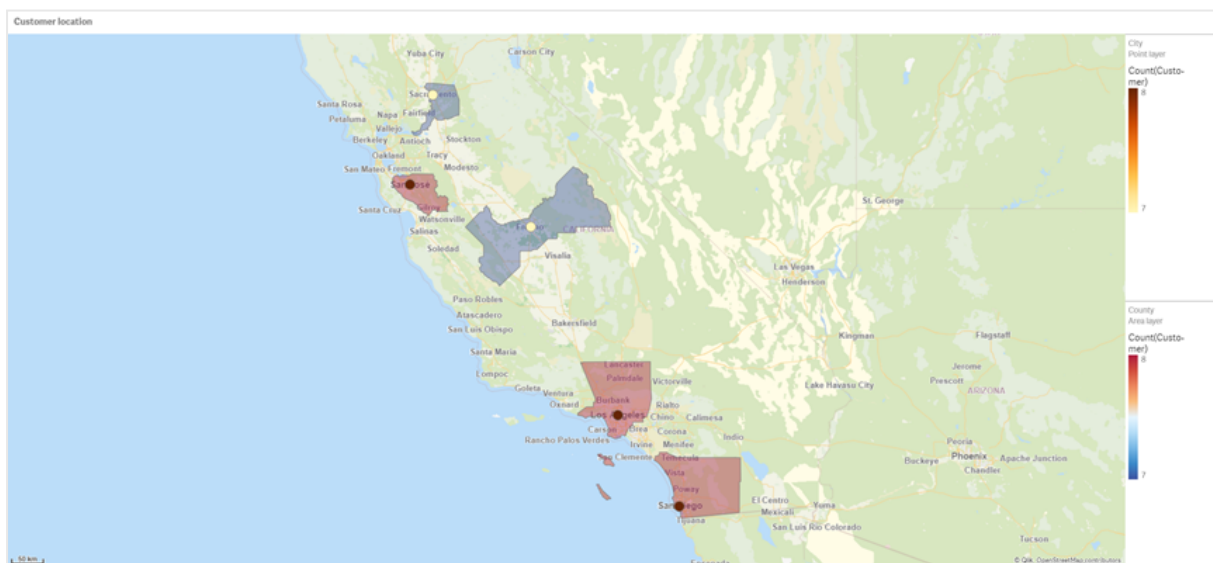 Customer location
Yuba City
Carson City
Santa Rosa
Napa
Fairfield
Petaluma
Vallejo
Berkeley
Antioch
Stockton
Oakland
Tracy
San Mateo
Fremont
Modesto
Santa Cruz
Gilroy
Watsonville
Salinas
Soledad
CALIFORNIA
Visalia
St. George
Las Vegas
Henderson
Paso Robles
Atascadero
San Luis Obispo
Bakersfield
Kingman
Flagstaff
Santa Maria
Lompoc
Lancaster
Palmdale
Victorville
Lake Havasu City
Jerome
Prescott
ARIZONA
Goleta
Ventura
Oxnard
Burbank
Rialto
Los Angeles
Chino
Calimesa
Carson
Brea
Corona
Rancho Palos Verdes
Irvine
Menifee
Indio
Peoria
San Clemente
Temecula
Buckeye
Phoenix
Apache Junction
Chandler
Vista
Poway
San Diego
El Centro
Yuma
Mexicali
Tijuana
San Luis Rio Colorado
Tucson
50 km
© Qlik, OpenStreetMap contributors
City
Point layer
Count(Custo-
mer)
8
7
County
Area layer
Count(Custo-
mer)
8
7